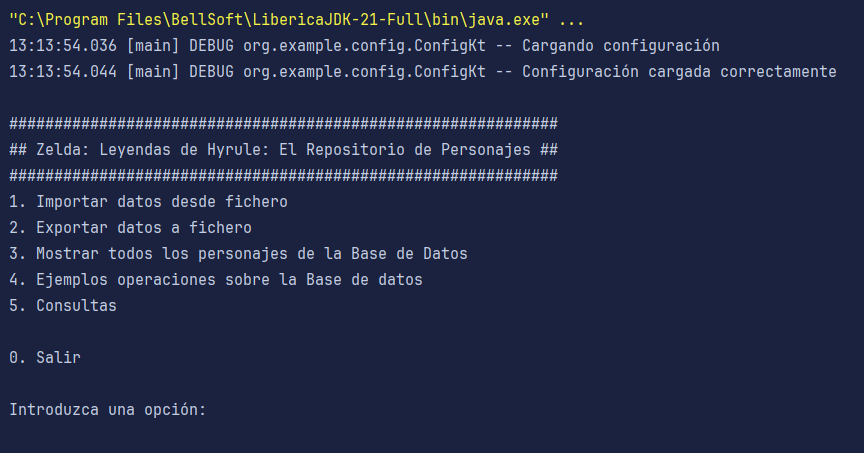 "C:\Program Files\BellSoft\LibericaJDK-21-Full\bin\java.exe" ...
13:13:54.036 [main] DEBUG org.example.config.ConfigKt -- Cargando configuración
13:13:54.044 [main] DEBUG org.example.config.ConfigKt -- Configuración cargada correctamente
#############################################################
## Zelda: Leyendas de Hyrule: El Repositorio de Personajes ##
#############################################################
1. Importar datos desde fichero
2. Exportar datos a fichero
3. Mostrar todos los personajes de la Base de Datos
4. Ejemplos operaciones sobre la Base de datos
5. Consultas
0. Salir
Introduzca una opción: